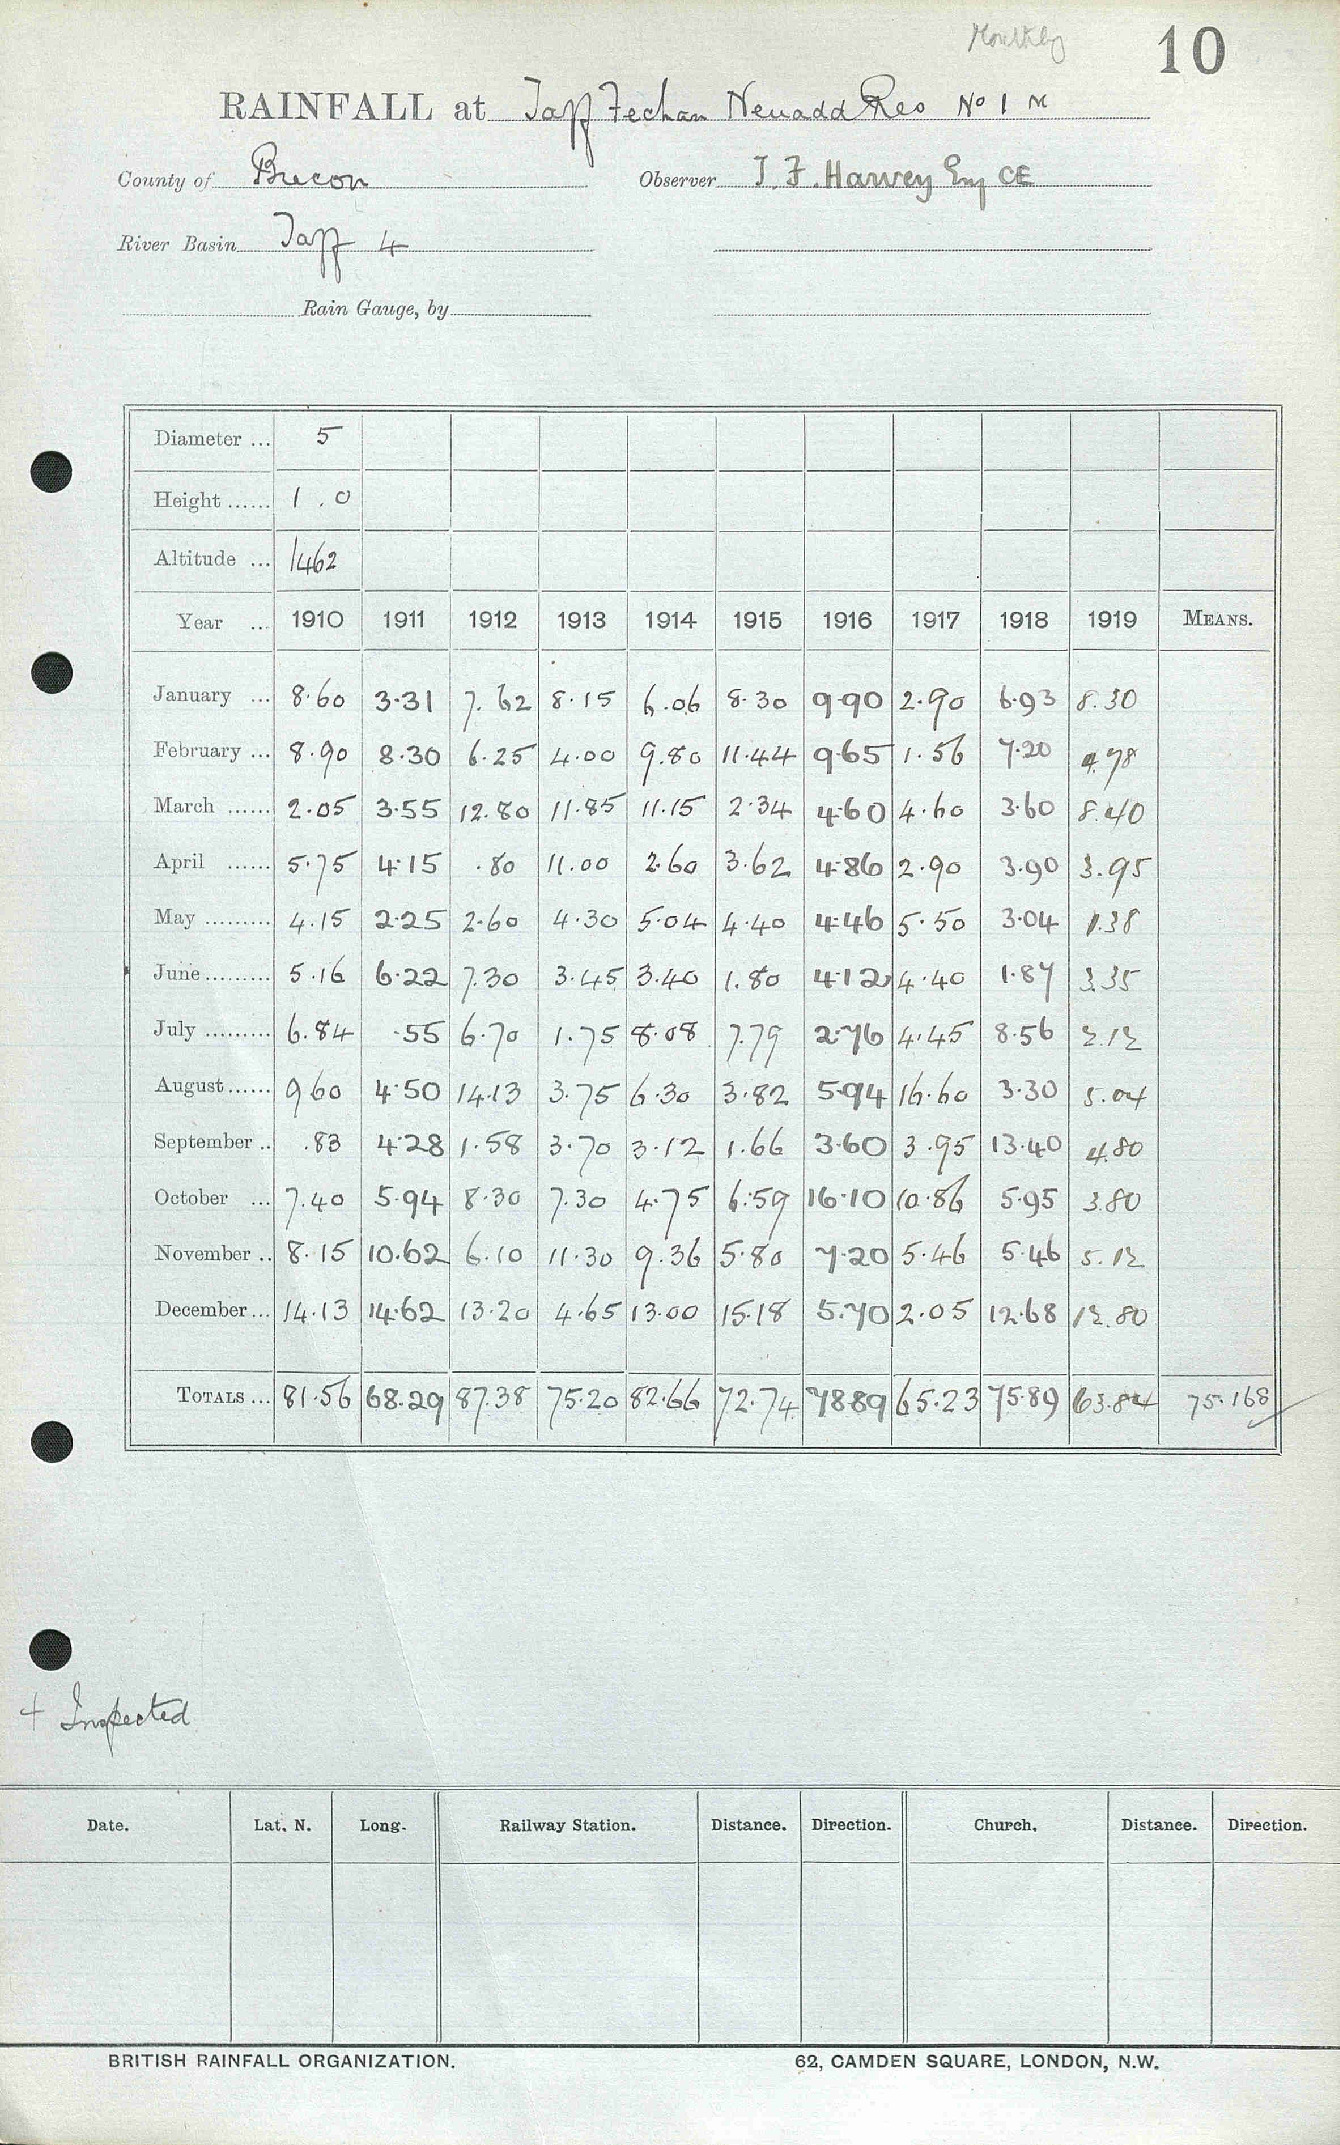 Monthly
10
RAINFALL at Taff Fechan Neuadd Res No 1 M
County of Brecon Observer T. F. Harvey Esq CE
River Basin Taff 4
Rain Gauge, by
Diameter ... 5
Height ...... 1 . 0
Altitude ... 1462
Year ... 1910 1911 1912 1913 1914 1915 1916 1917 1918 1919 MEANS.
January ... 8.60 3.31 7.62 8.15 6.06 8.30 9.90 2.90 6.93 8.30
February ... 8.90 8.30 6.25 4.00 9.80 11.44 9.65 1.56 7.20 4.78
March ...... 2.05 3.55 12.80 11.85 11.15 2.34 4.60 4.60 3.60 8.40
April ...... 5.75 4.15 .80 11.00 2.60 3.62 4.86 2.90 3.90 3.95
May ......... 4.15 2.25 2.60 4.30 5.04 4.40 4.46 5.50 3.04 1.38
June ......... 5.16 6.22 7.30 3.45 3.40 1.80 4.12 4.40 1.87 3.35
July ......... 6.84 .55 6.70 1.75 8.08 7.79 2.76 4.45 8.56 2.12
August ...... 9.60 4.50 14.13 3.75 6.30 3.82 5.94 16.60 3.30 5.04
September .. .83 4.28 1.58 3.70 3.12 1.66 3.60 3.95 13.40 4.80
October ... 7.40 5.94 8.30 7.30 4.75 6.59 16.10 10.86 5.95 3.80
November .. 8.15 10.62 6.10 11.30 9.36 5.80 7.20 5.46 5.46 5.12
December ... 14.13 14.62 13.20 4.65 13.00 15.18 5.70 2.05 12.68 12.80
TOTALS ... 81.56 68.29 87.38 75.20 82.66 72.74 78.89 65.23 75.89 63.84 75.168
+ Inspected
Date. Lat. N. Long. Railway Station. Distance. Direction. Church. Distance. Direction.
BRITISH RAINFALL ORGANIZATION. 62, CAMDEN SQUARE, LONDON, N.W.